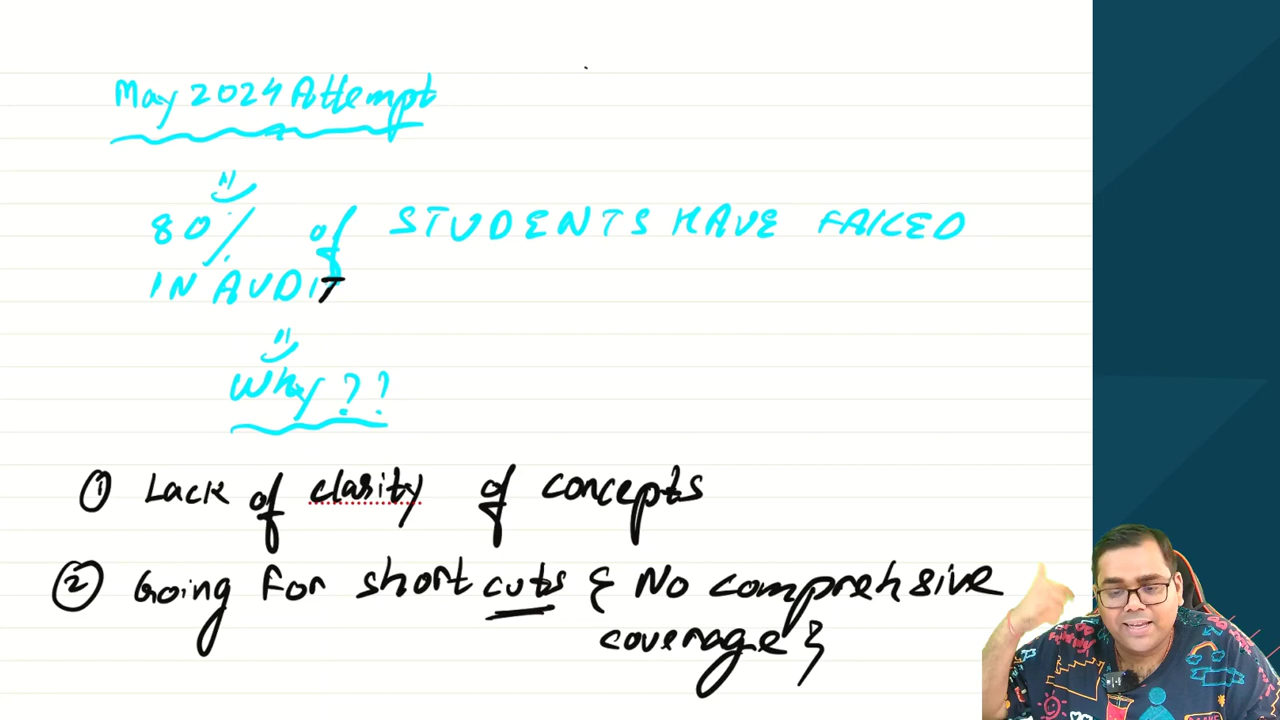 May 2024 Attempt
80% of STUDENTS HAVE FAILED
IN AUDIT
Why ??
① Lack of clarity of concepts
② Going for short cuts & No comprehensive
coverage